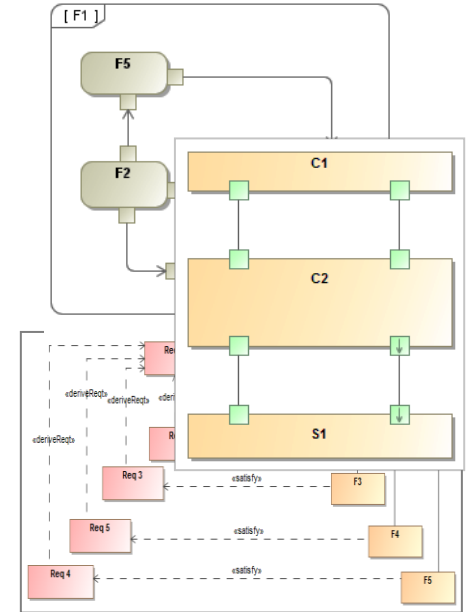 [ F1 ]
F5
F2
C1
C2
S1
«deriveReqt»
«deriveReqt»
«deriveReqt»
Req 3
«satisfy»
F3
Req 5
«satisfy»
F4
Req 4
«satisfy»
F5